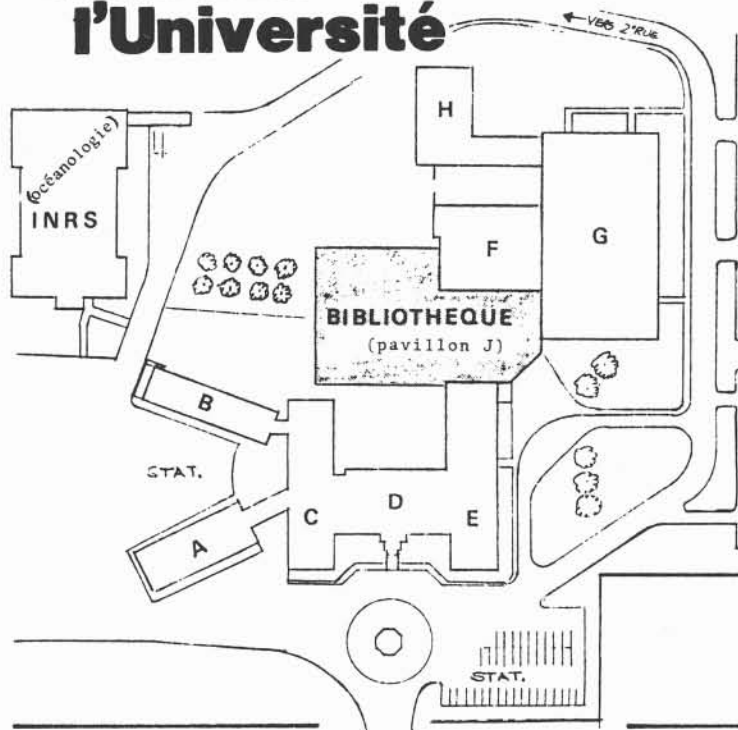 l'Université
VERS 2e RUE
H
(océanologie)
INRS
F
G
BIBLIOTHEQUE
(pavillon J)
B
STAT.
C
D
E
A
STAT.